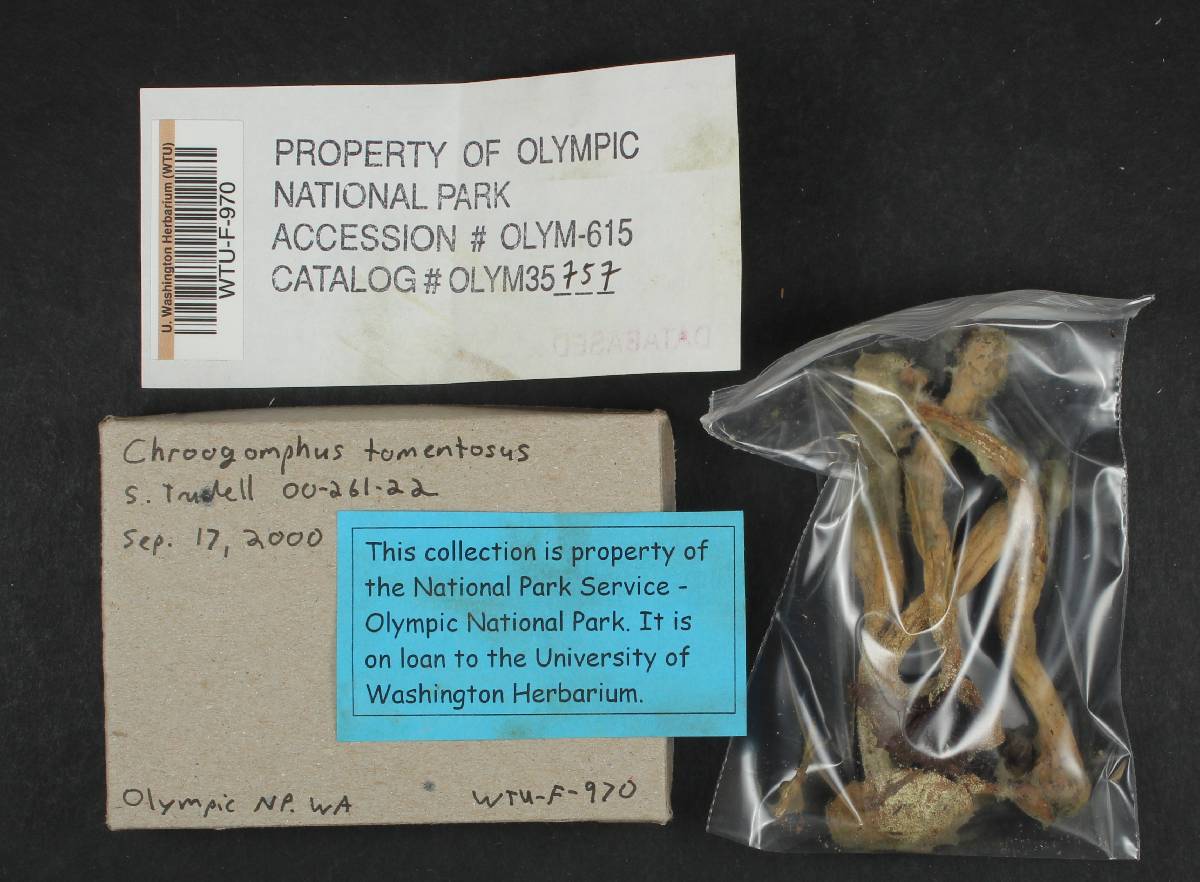 U. Washington Herbarium (WTU)
WTU-F-970
PROPERTY OF OLYMPIC
NATIONAL PARK
ACCESSION # OLYM-615
CATALOG # OLYM35757
DATABASED
Chroogomphus tomentosus
S. Trudell 00-261-22
Sep. 17, 2000
This collection is property of
the National Park Service -
Olympic National Park. It is
on loan to the University of
Washington Herbarium.
Olympic NP. WA
WTU-F-970